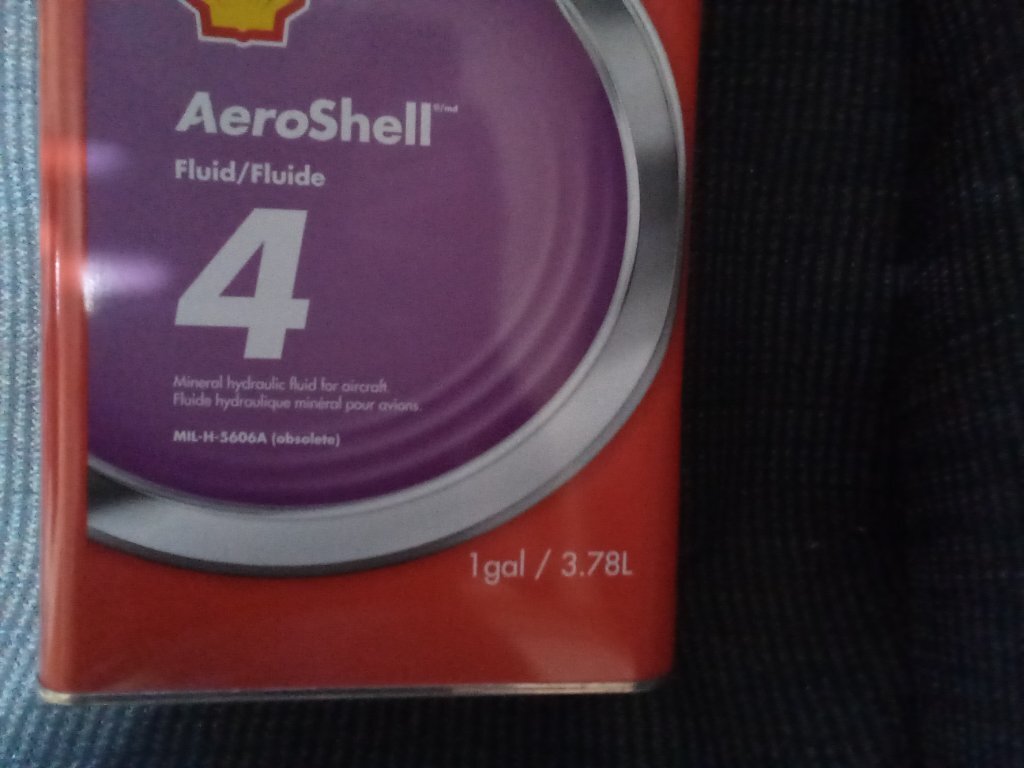 AeroShell ®/md
Fluid/Fluide
4
Mineral hydraulic fluid for aircraft.
Fluide hydraulique minéral pour avions.
MIL-H-5606A (obsolete)
1gal / 3.78L